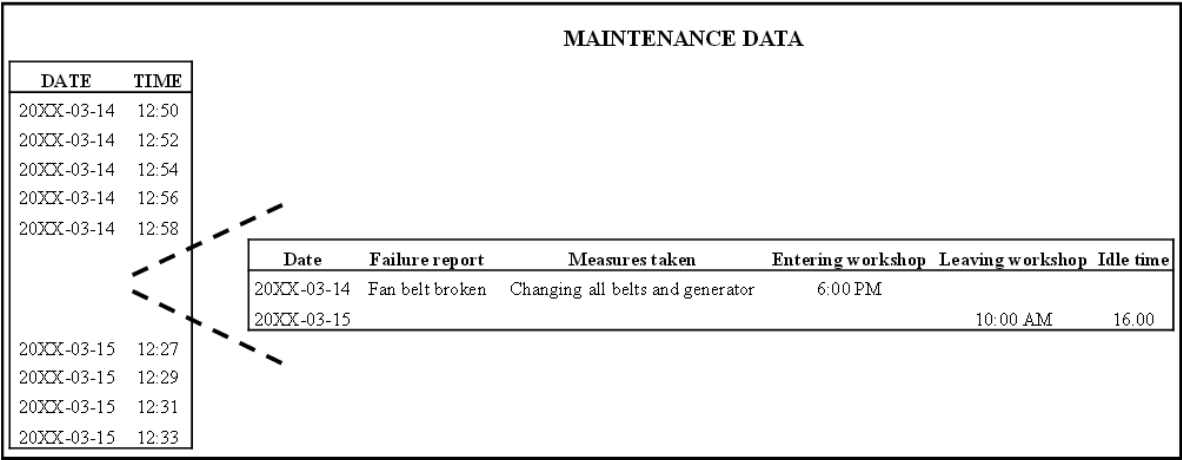 MAINTENANCE DATA
DATE TIME
20XX-03-14 12:50
20XX-03-14 12:52
20XX-03-14 12:54
20XX-03-14 12:56
20XX-03-14 12:58
Date Failure report Measures taken Entering workshop Leaving workshop Idle time
20XX-03-14 Fan belt broken Changing all belts and generator 6:00 PM
20XX-03-15 10:00 AM 16.00
20XX-03-15 12:27
20XX-03-15 12:29
20XX-03-15 12:31
20XX-03-15 12:33